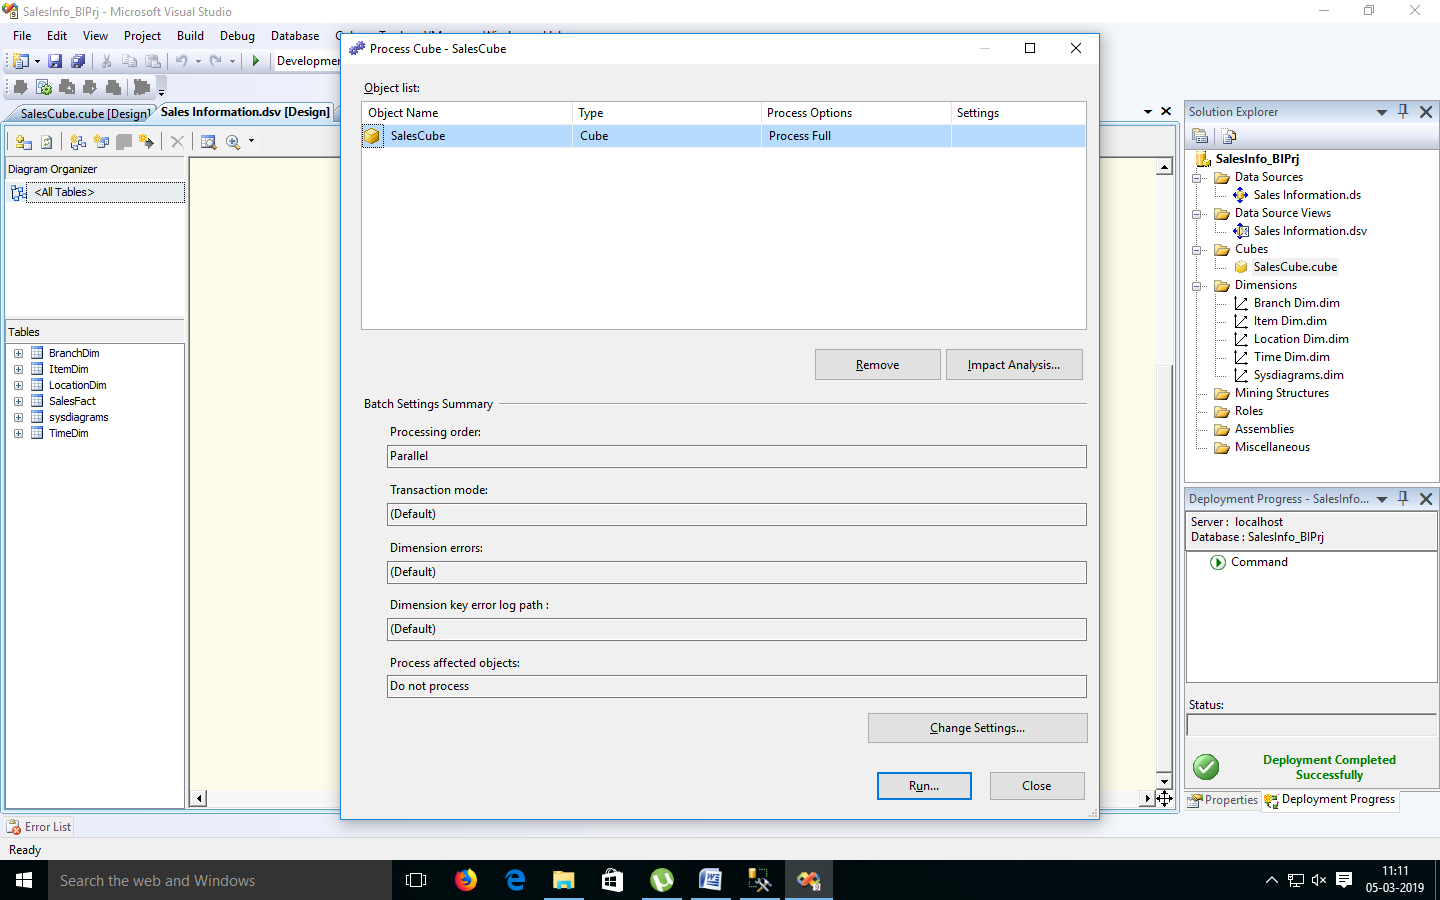 SalesInfo_BIPrj - Microsoft Visual Studio
File Edit View Project Build Debug Database
Developmen
Process Cube - SalesCube
Object list:
Object Name Type Process Options Settings
SalesCube Cube Process Full
Remove Impact Analysis...
Batch Settings Summary
Processing order:
Parallel
Transaction mode:
(Default)
Dimension errors:
(Default)
Dimension key error log path :
(Default)
Process affected objects:
Do not process
Change Settings...
Run... Close
SalesCube.cube [Design] Sales Information.dsv [Design]
Diagram Organizer
<All Tables>
Tables
BranchDim
ItemDim
LocationDim
SalesFact
sysdiagrams
TimeDim
Solution Explorer
SalesInfo_BIPrj
Data Sources
Sales Information.ds
Data Source Views
Sales Information.dsv
Cubes
SalesCube.cube
Dimensions
Branch Dim.dim
Item Dim.dim
Location Dim.dim
Time Dim.dim
Sysdiagrams.dim
Mining Structures
Roles
Assemblies
Miscellaneous
Deployment Progress - SalesInfo...
Server : localhost
Database : SalesInfo_BIPrj
Command
Status:
Deployment Completed
Successfully
Properties Deployment Progress
Error List
Ready
Search the web and Windows
11:11
05-03-2019